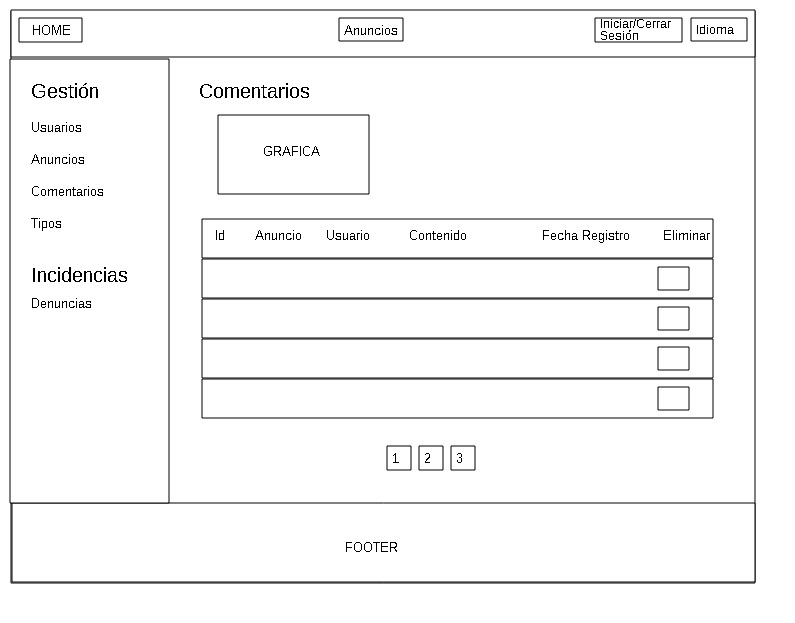 HOME
Anuncios
Iniciar/Cerrar
Sesión
Idioma
Gestión
Usuarios
Anuncios
Comentarios
Tipos
Incidencias
Denuncias
Comentarios
GRAFICA
Id Anuncio Usuario Contenido Fecha Registro Eliminar
1 2 3
FOOTER